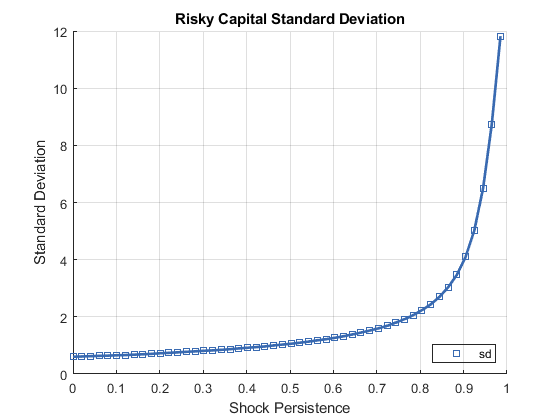 Risky Capital Standard Deviation
12
10
8
6
4
2
0
Standard Deviation
0 0.1 0.2 0.3 0.4 0.5 0.6 0.7 0.8 0.9 1
Shock Persistence
sd